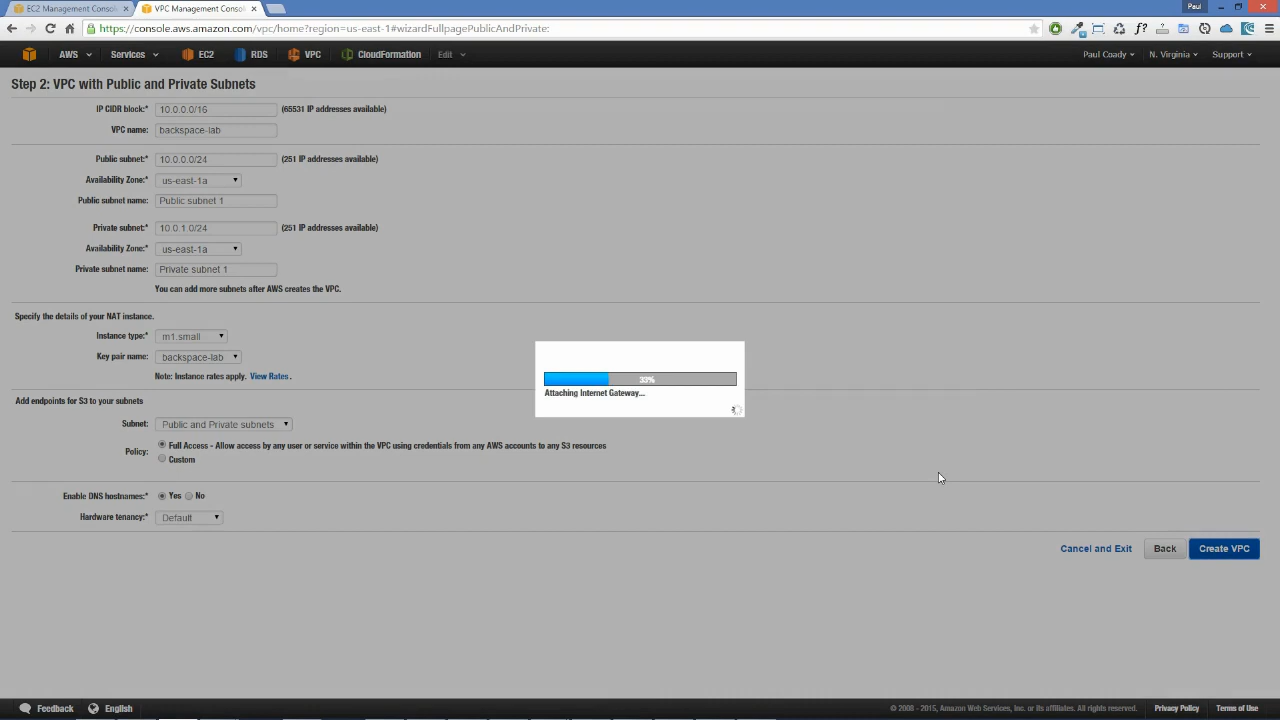 EC2 Management Consol ×
VPC Management Consol ×
Paul
https://console.aws.amazon.com/vpc/home?region=us-east-1#wizardFullpagePublicAndPrivate:
AWS Services EC2 RDS VPC CloudFormation Edit Paul Coady N. Virginia Support
Step 2: VPC with Public and Private Subnets
IP CIDR block:* 10.0.0.0/16 (65531 IP addresses available)
VPC name: backspace-lab
Public subnet:* 10.0.0.0/24 (251 IP addresses available)
Availability Zone:* us-east-1a
Public subnet name: Public subnet 1
Private subnet:* 10.0.1.0/24 (251 IP addresses available)
Availability Zone:* us-east-1a
Private subnet name: Private subnet 1
You can add more subnets after AWS creates the VPC.
Specify the details of your NAT instance.
Instance type:* m1.small
Key pair name: backspace-lab
Note: Instance rates apply. View Rates.
33%
Attaching Internet Gateway...
Add endpoints for S3 to your subnets
Subnet: Public and Private subnets
Policy: Full Access - Allow access by any user or service within the VPC using credentials from any AWS accounts to any S3 resources
Custom
Enable DNS hostnames:* Yes No
Hardware tenancy:* Default
Cancel and Exit Back Create VPC
Feedback English © 2008 - 2015, Amazon Web Services, Inc. or its affiliates. All rights reserved. Privacy Policy Terms of Use